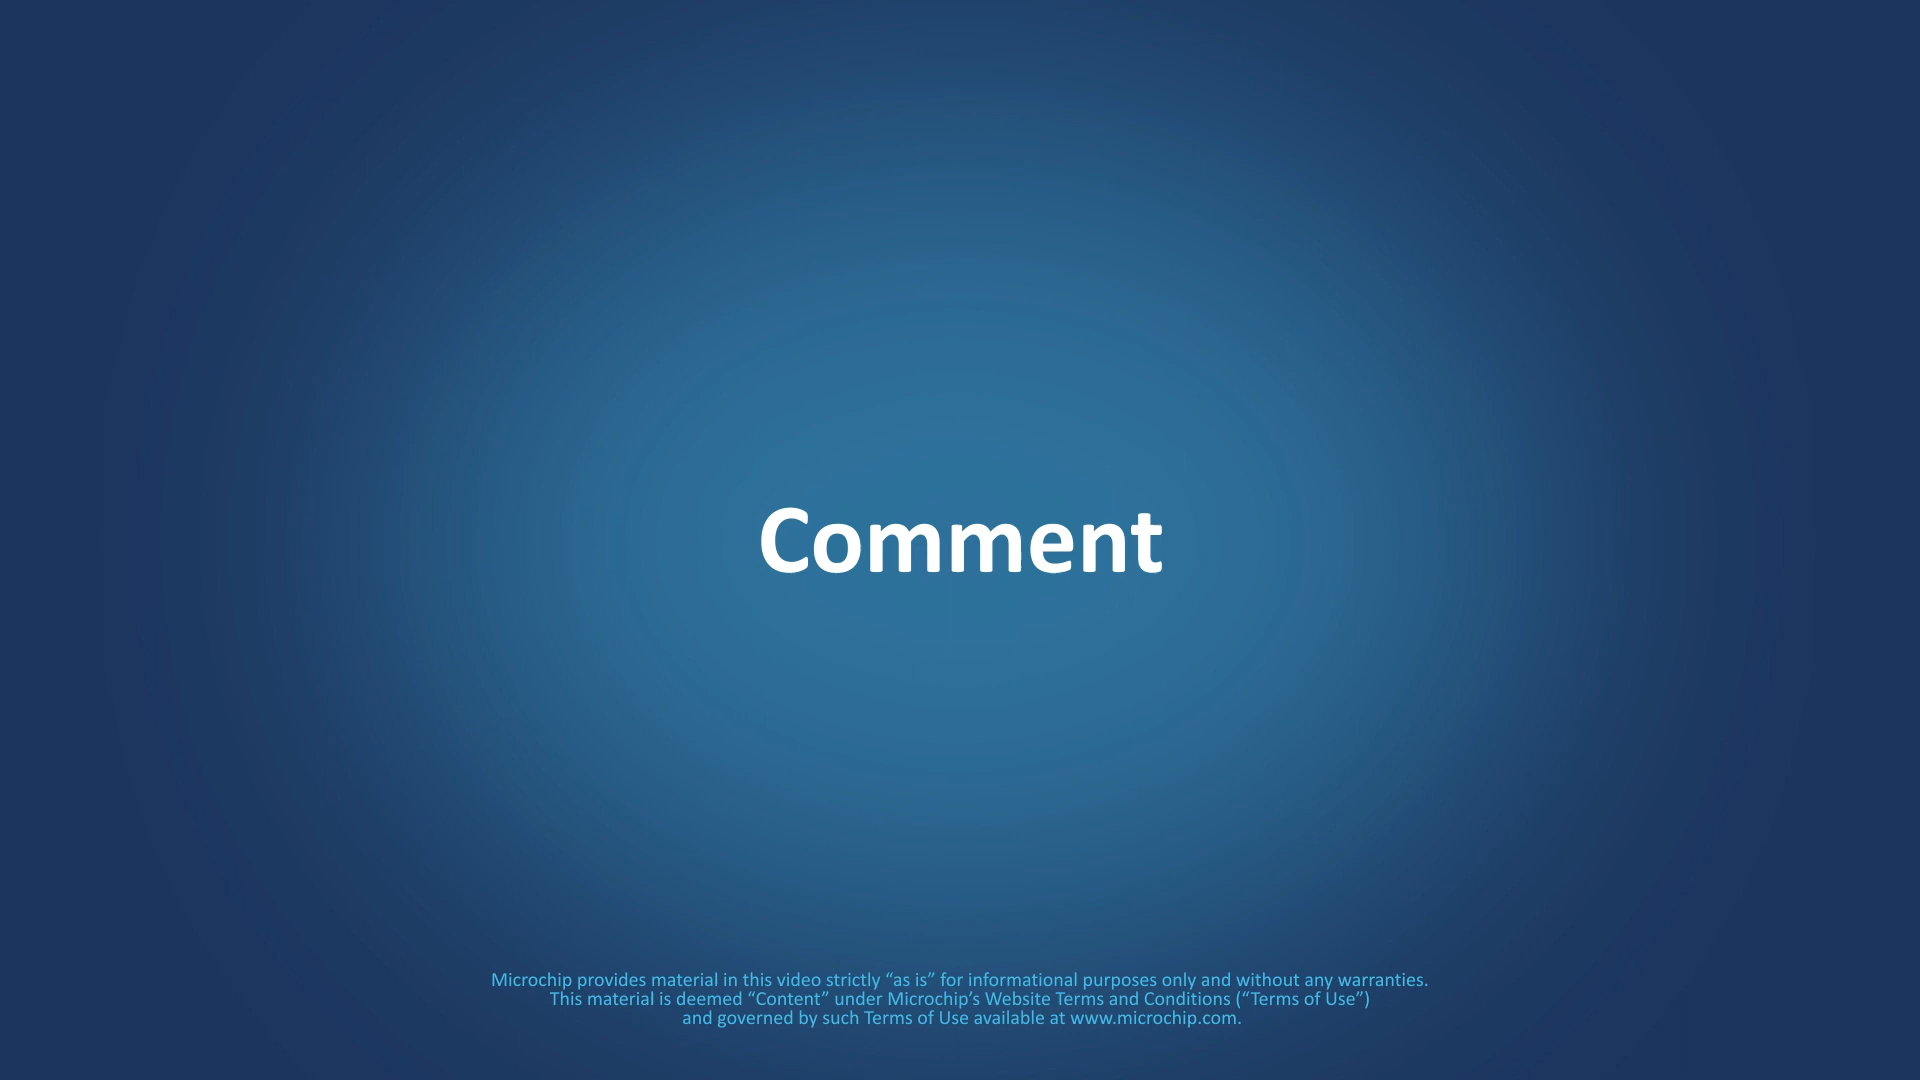 Comment
Microchip provides material in this video strictly “as is” for informational purposes only and without any warranties.
This material is deemed “Content” under Microchip’s Website Terms and Conditions (“Terms of Use”)
and governed by such Terms of Use available at www.microchip.com.